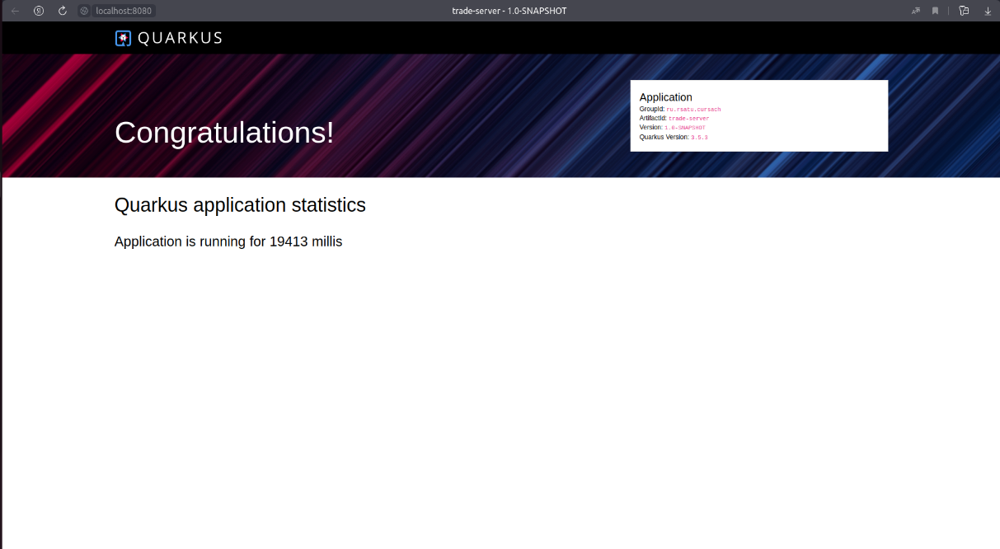 localhost:8080
trade-server - 1.0-SNAPSHOT
QUARKUS
Congratulations!
Application
GroupId: ru.rsatu.cursach
ArtifactId: trade-server
Version: 1.0-SNAPSHOT
Quarkus Version: 3.5.3
Quarkus application statistics
Application is running for 19413 millis